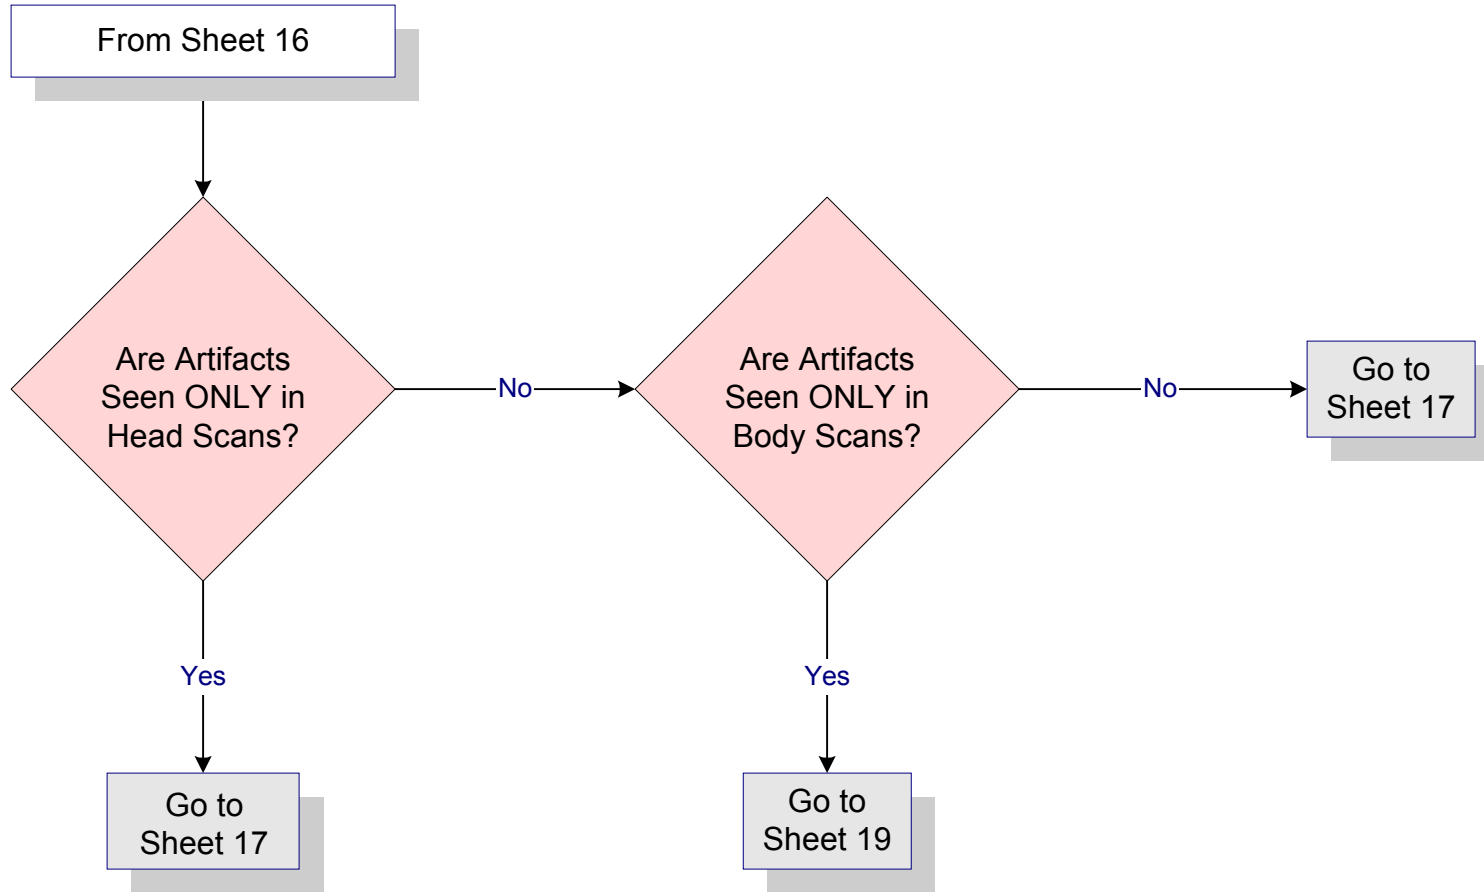 From Sheet 16
Are Artifacts
Seen ONLY in
Head Scans?
No
Are Artifacts
Seen ONLY in
Body Scans?
No
Go to
Sheet 17
Yes
Yes
Go to
Sheet 17
Go to
Sheet 19